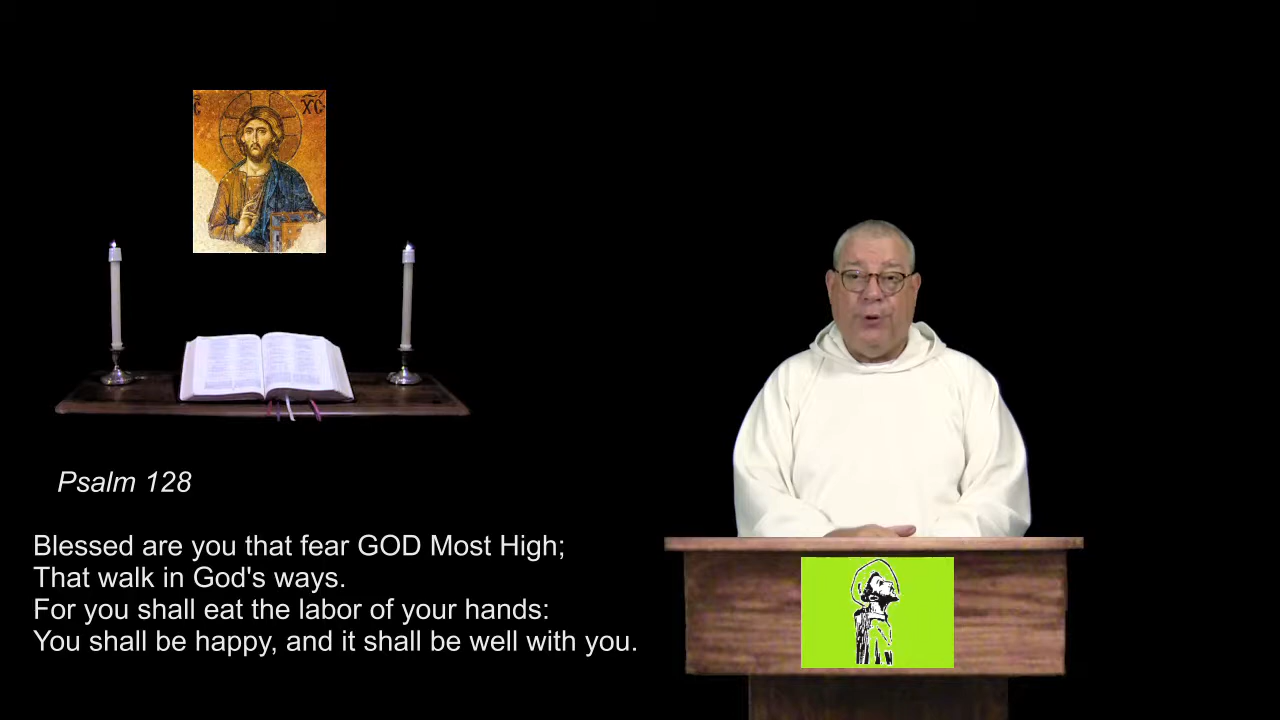 XC
Psalm 128
Blessed are you that fear GOD Most High;
That walk in God's ways.
For you shall eat the labor of your hands:
You shall be happy, and it shall be well with you.